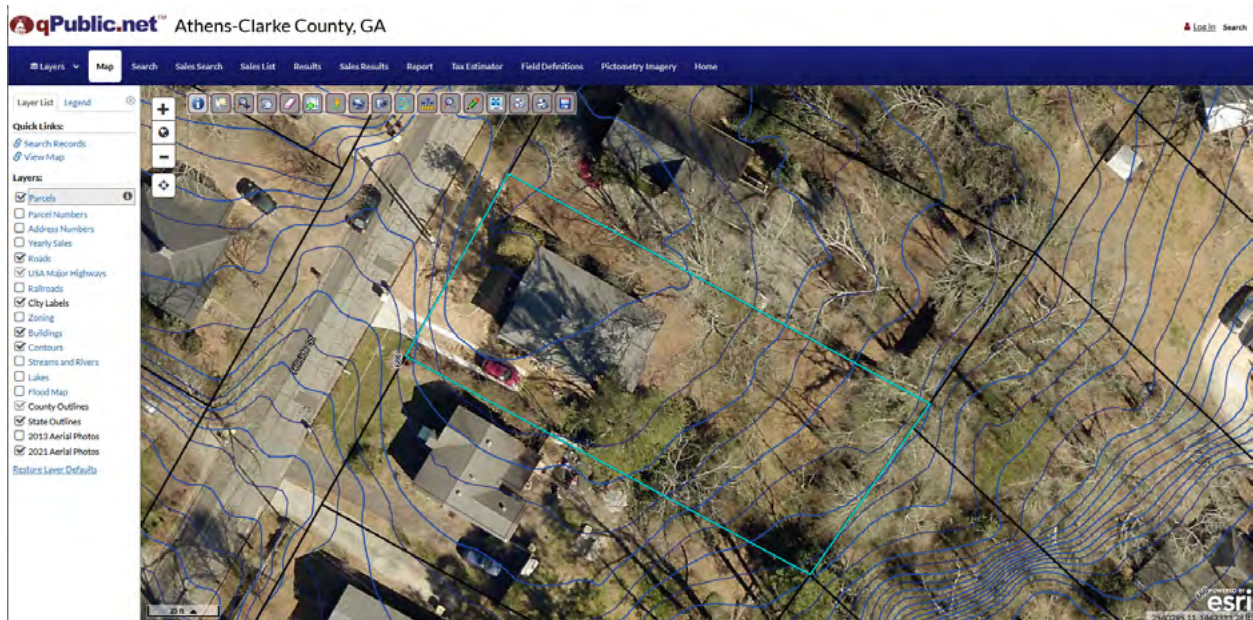 qPublic.net™ Athens-Clarke County, GA
Log In Search
Layers Map Search Sales Search Sales List Results Sales Results Report Tax Estimator Field Definitions Pictometry Imagery Home
Layer List Legend
Quick Links:
Search Records
View Map
Layers:
Parcels
Parcel Numbers
Address Numbers
Yearly Sales
Roads
USA Major Highways
Railroads
City Labels
Zoning
Buildings
Contours
Streams and Rivers
Lakes
Flood Map
County Outlines
State Outlines
2013 Aerial Photos
2021 Aerial Photos
Restore Layer Defaults
POWERED BY
esri